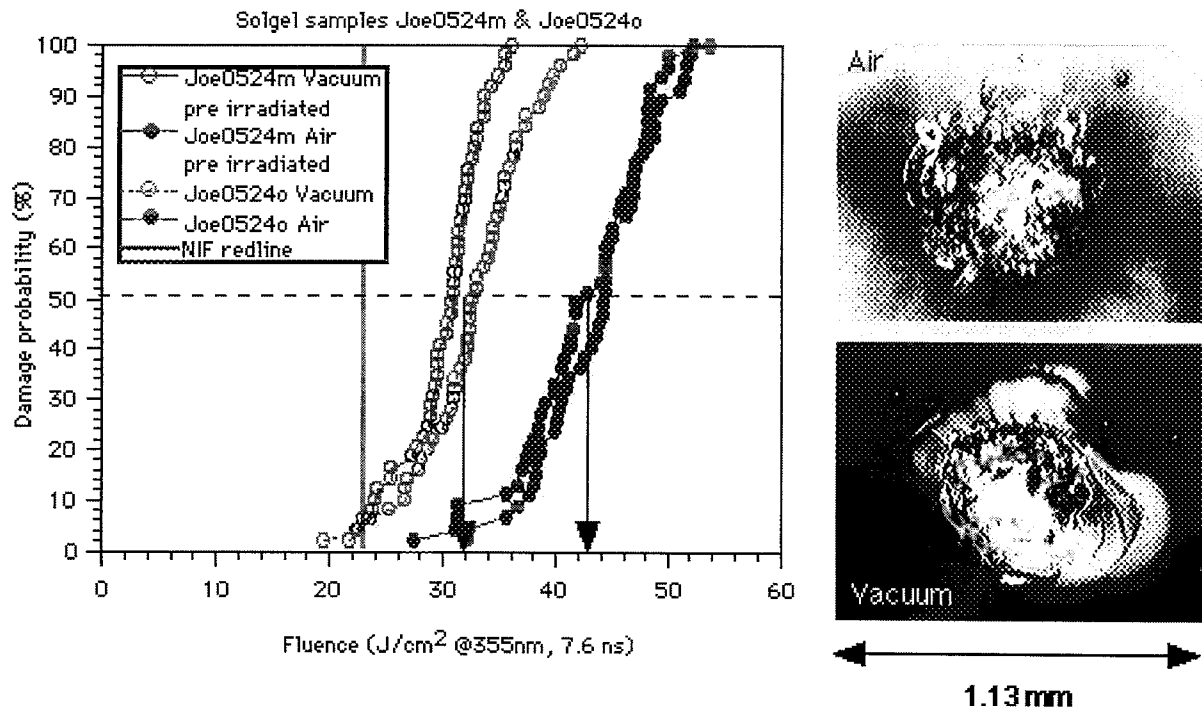 Solgel samples Joe0524m & Joe0524o
100
90
80
70
60
50
40
30
20
10
0
Damage probability (%)
Joe0524m Vacuum
pre irradiated
Joe0524m Air
pre irradiated
Joe0524o Vacuum
Joe0524o Air
NIF redline
0
10
20
30
40
50
60
Fluence (J/cm² @355nm, 7.6 ns)
Air
Vacuum
1.13mm